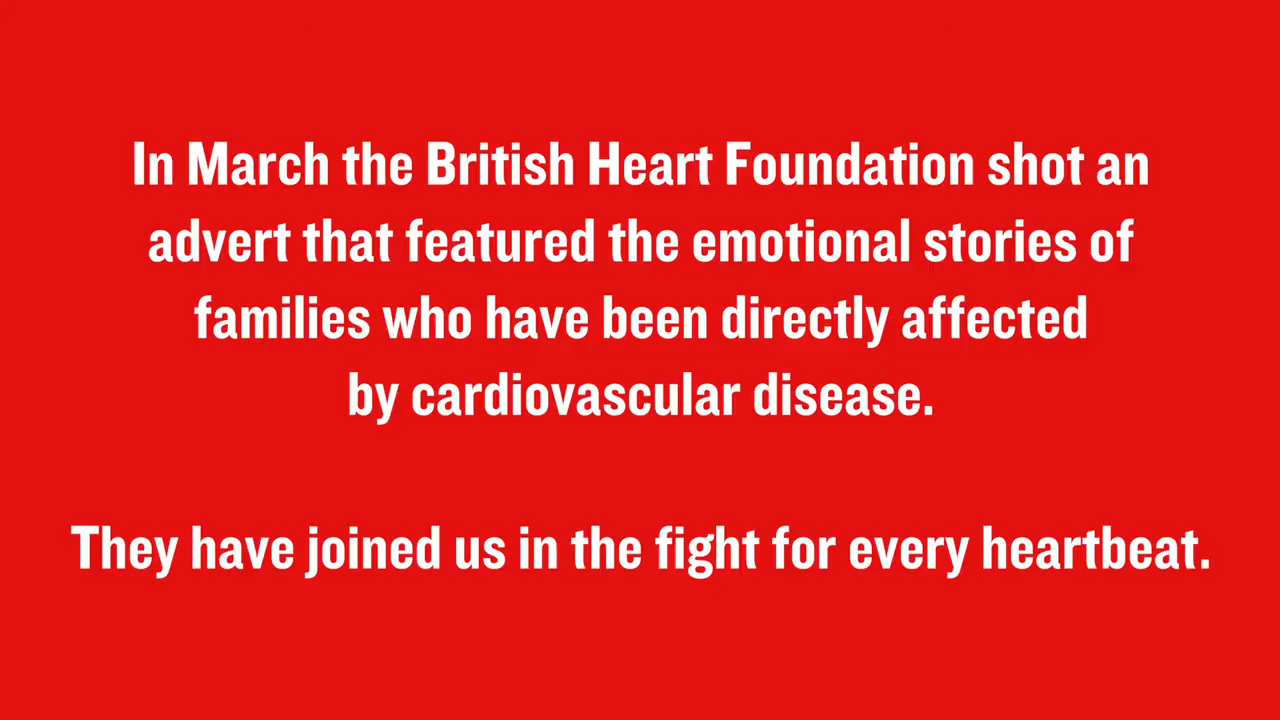 In March the British Heart Foundation shot an
advert that featured the emotional stories of
families who have been directly affected
by cardiovascular disease.
They have joined us in the fight for every heartbeat.